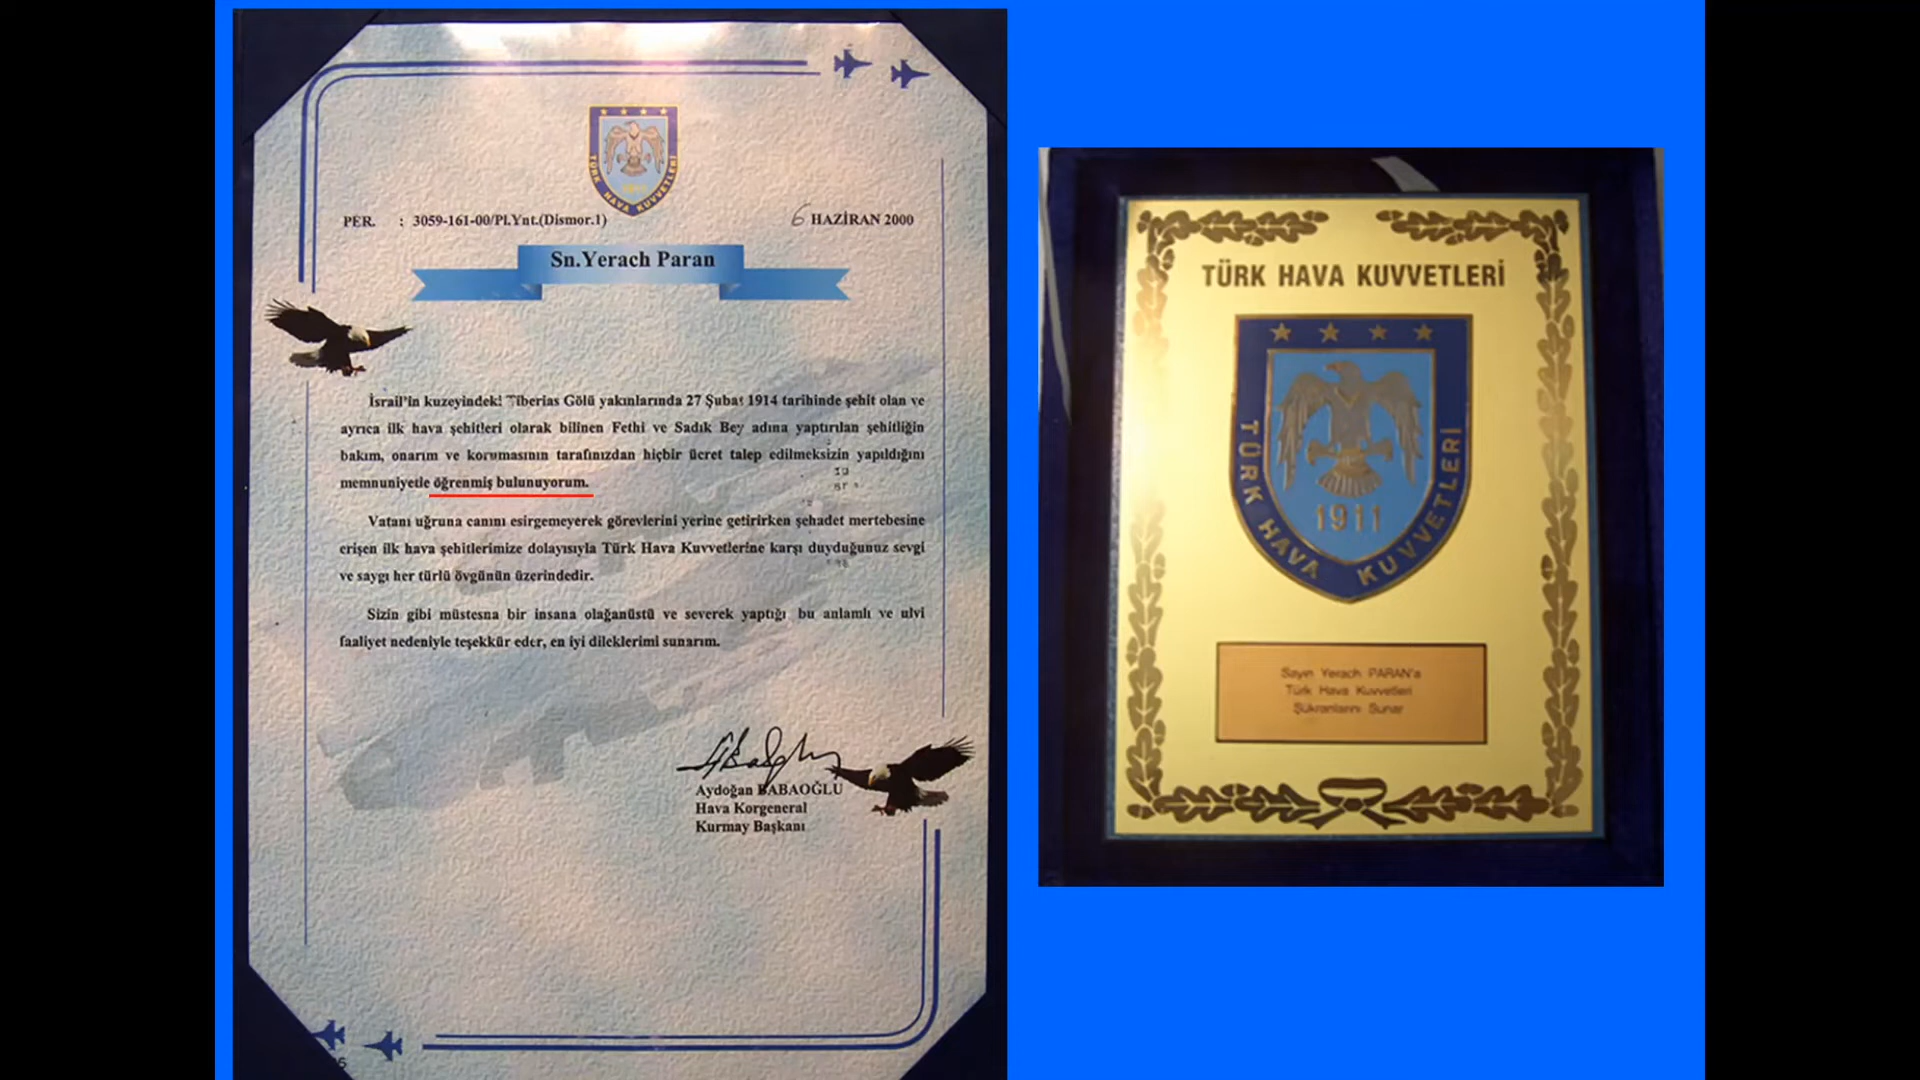 TÜRK HAVA KUVVETLERİ
PER. : 3059-161-00/Pl.Ynt.(Dismor.1)
6 HAZİRAN 2000
Sn.Yerach Paran
İsrail'in kuzeyindeki Tiberias Gölü yakınlarında 27 Şubat 1914 tarihinde şehit olan ve
ayrıca ilk hava şehitleri olarak bilinen Fethi ve Sadık Bey adına yaptırılan şehitliğin
bakım, onarım ve korumasının tarafınızdan hiçbir ücret talep edilmeksizin yapıldığını
memnuniyetle öğrenmiş bulunuyorum.
Vatanı uğruna canını esirgemeyerek görevlerini yerine getirirken şehadet mertebesine
erişen ilk hava şehitlerimize dolayısıyla Türk Hava Kuvvetlerine karşı duyduğunuz sevgi
ve saygı her türlü övgünün üzerindedir.
Sizin gibi müstesna bir insana olağanüstü ve severek yaptığı bu anlamlı ve ulvi
faaliyet nedeniyle teşekkür eder, en iyi dileklerimi sunarım.
Aydoğan BABAOĞLU
Hava Korgeneral
Kurmay Başkanı
TÜRK HAVA KUVVETLERİ
TÜRK HAVA KUVVETLERİ
1911
Sayın Yerach PARAN'a
Türk Hava Kuvvetleri
Şükranlarını Sunar